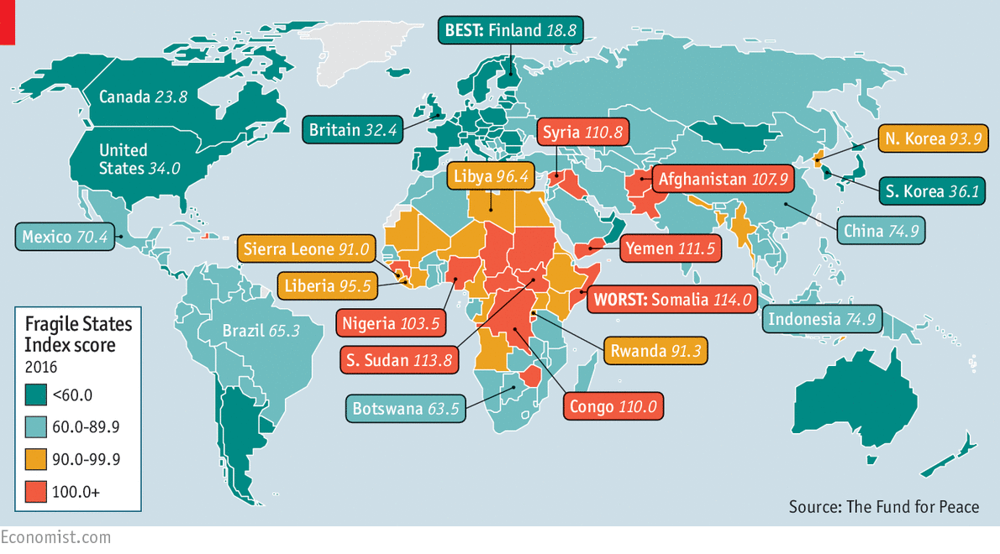 BEST: Finland 18.8
Canada 23.8
Britain 32.4
Syria 110.8
N. Korea 93.9
United
States 34.0
Libya 96.4
Afghanistan 107.9
S. Korea 36.1
Mexico 70.4
China 74.9
Sierra Leone 91.0
Yemen 111.5
Liberia 95.5
WORST: Somalia 114.0
Nigeria 103.5
Indonesia 74.9
Brazil 65.3
S. Sudan 113.8
Rwanda 91.3
Botswana 63.5
Congo 110.0
Fragile States
Index score
2016
<60.0
60.0-89.9
90.0-99.9
100.0+
Source: The Fund for Peace
Economist.com